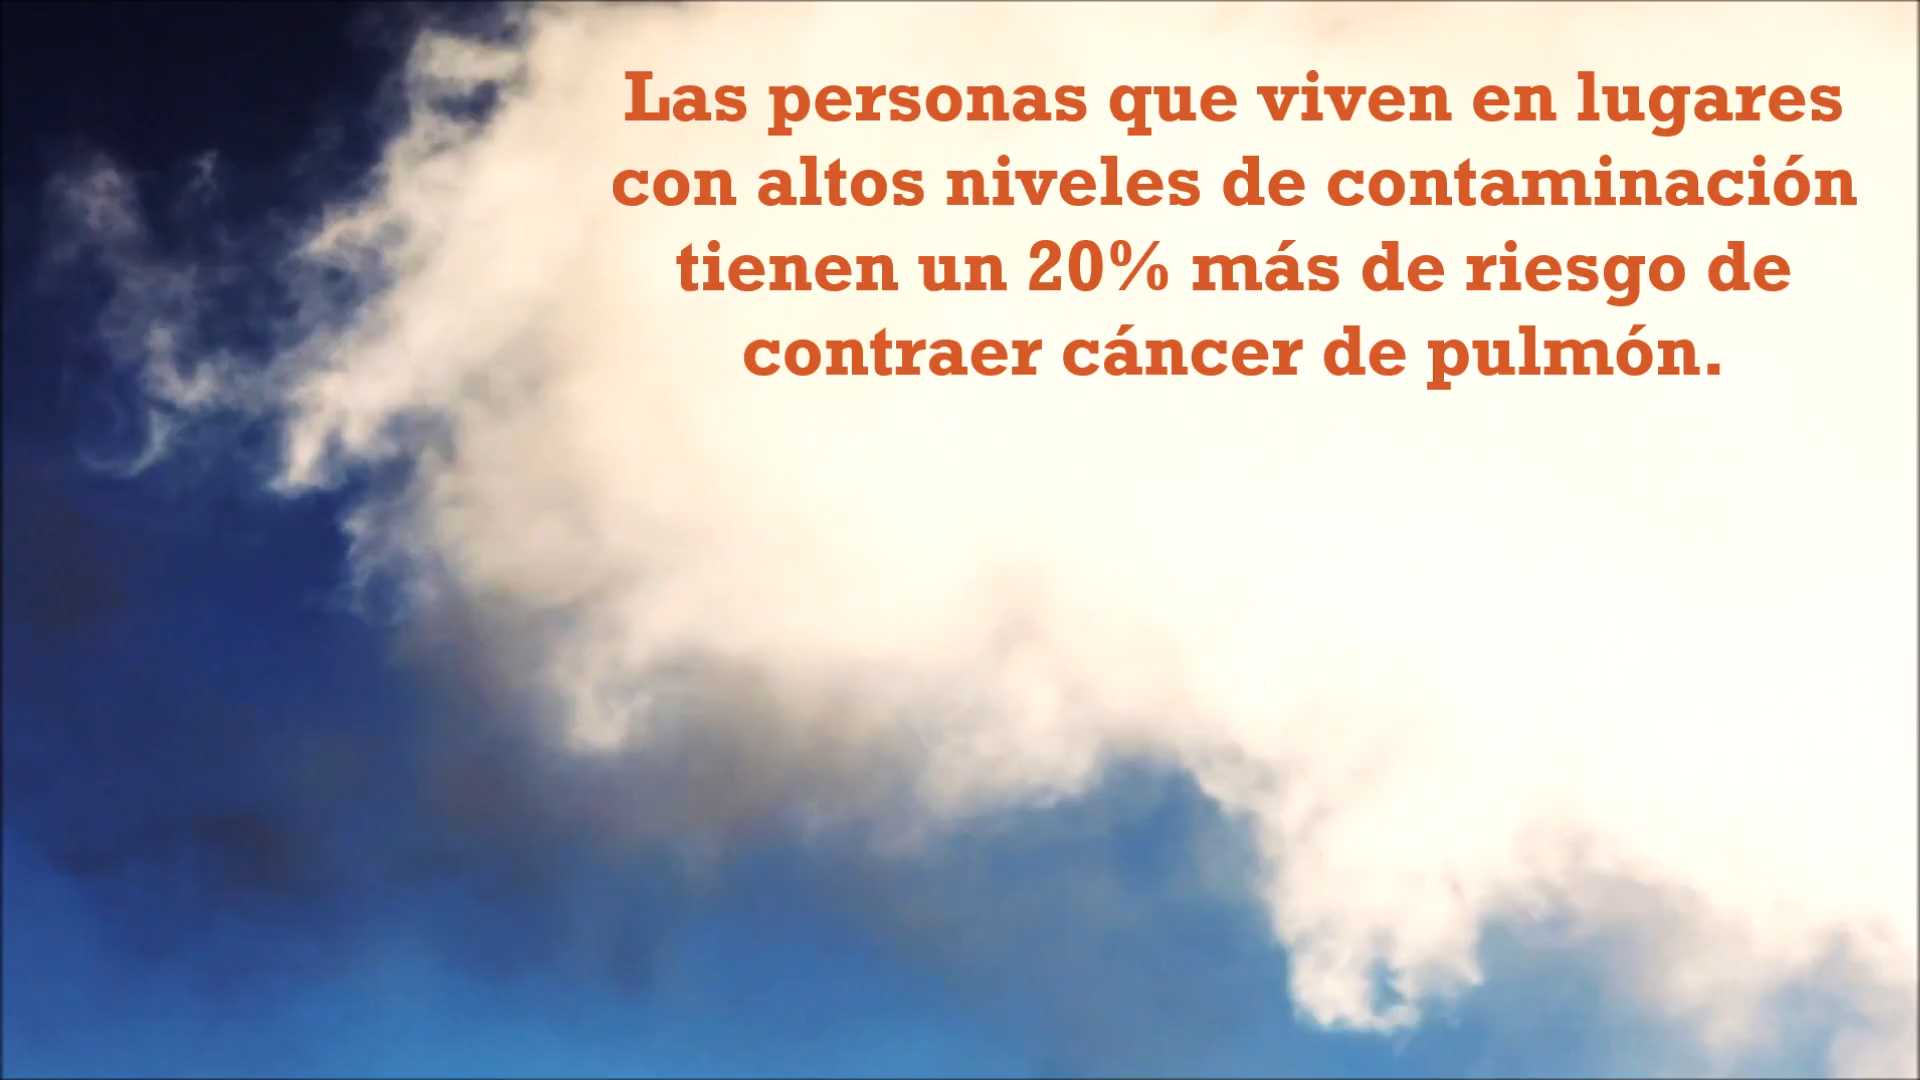 Las personas que viven en lugares
con altos niveles de contaminación
tienen un 20% más de riesgo de
contraer cáncer de pulmón.